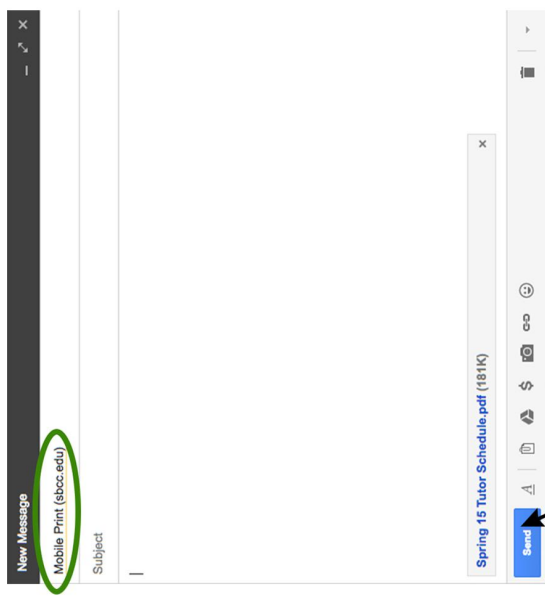 New Message
Mobile Print (sbcc.edu)
Subject
Spring 15 Tutor Schedule.pdf (181K)
Send